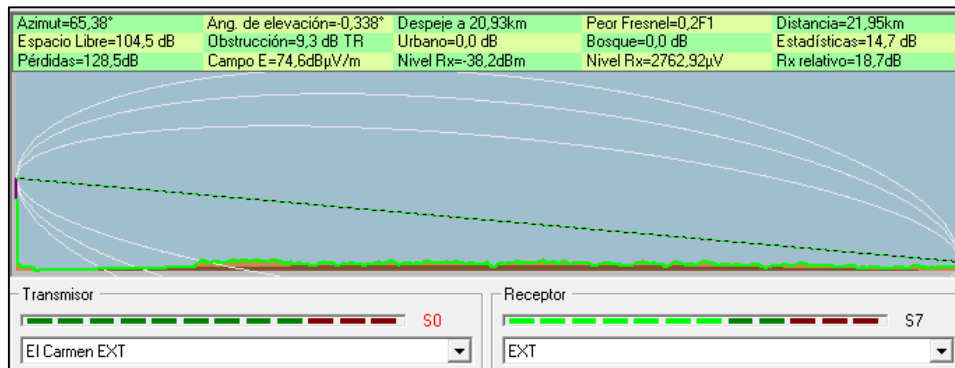 Azimut=65,38° Ang. de elevación=-0,338° Despeje a 20,93km Peor Fresnel=0,2F1 Distancia=21,95km
Espacio Libre=104,5 dB Obstrucción=9,3 dB TR Urbano=0,0 dB Bosque=0,0 dB Estadísticas=14,7 dB
Pérdidas=128,5dB Campo E=74,6dBµV/m Nivel Rx=-38,2dBm Nivel Rx=2762,92µV Rx relativo=18,7dB
Transmisor Receptor
S0 S7
El Carmen EXT EXT